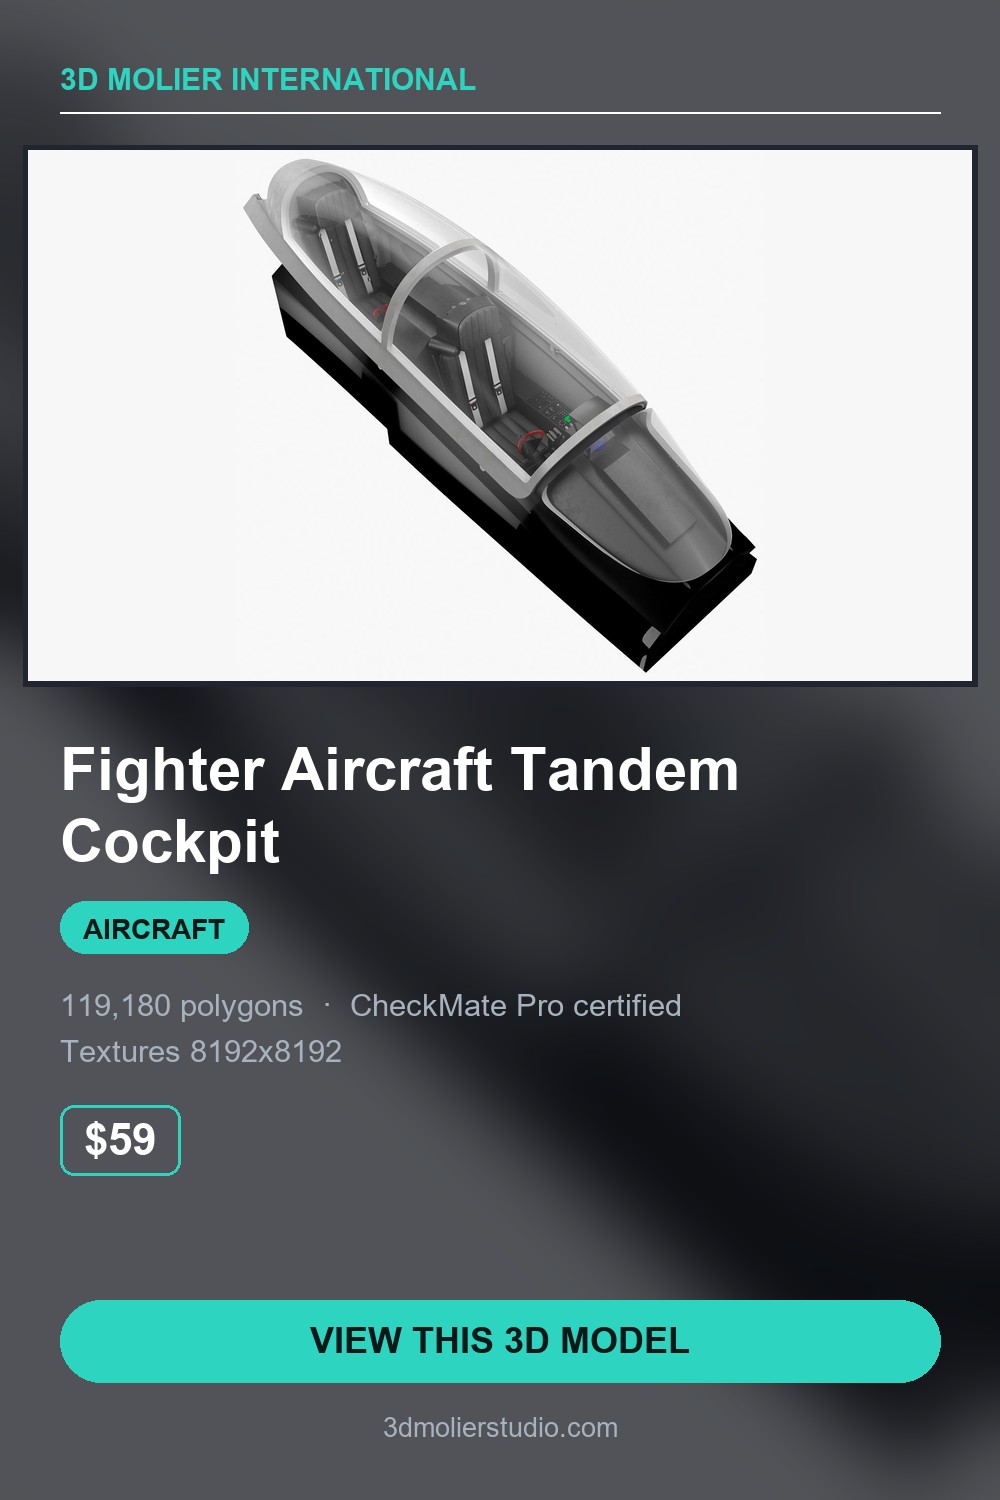 3D MOLIER INTERNATIONAL
Fighter Aircraft Tandem
Cockpit
AIRCRAFT
119,180 polygons · CheckMate Pro certified
Textures 8192x8192
$59
VIEW THIS 3D MODEL
3dmolierstudio.com